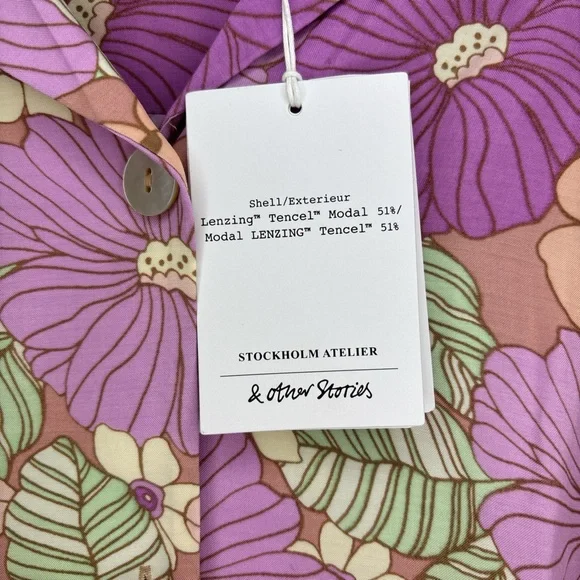 Shell/Exterieur
Lenzing™ Tencel™ Modal 51%/
Modal LENZING™ Tencel™ 51%
STOCKHOLM ATELIER
& Other Stories